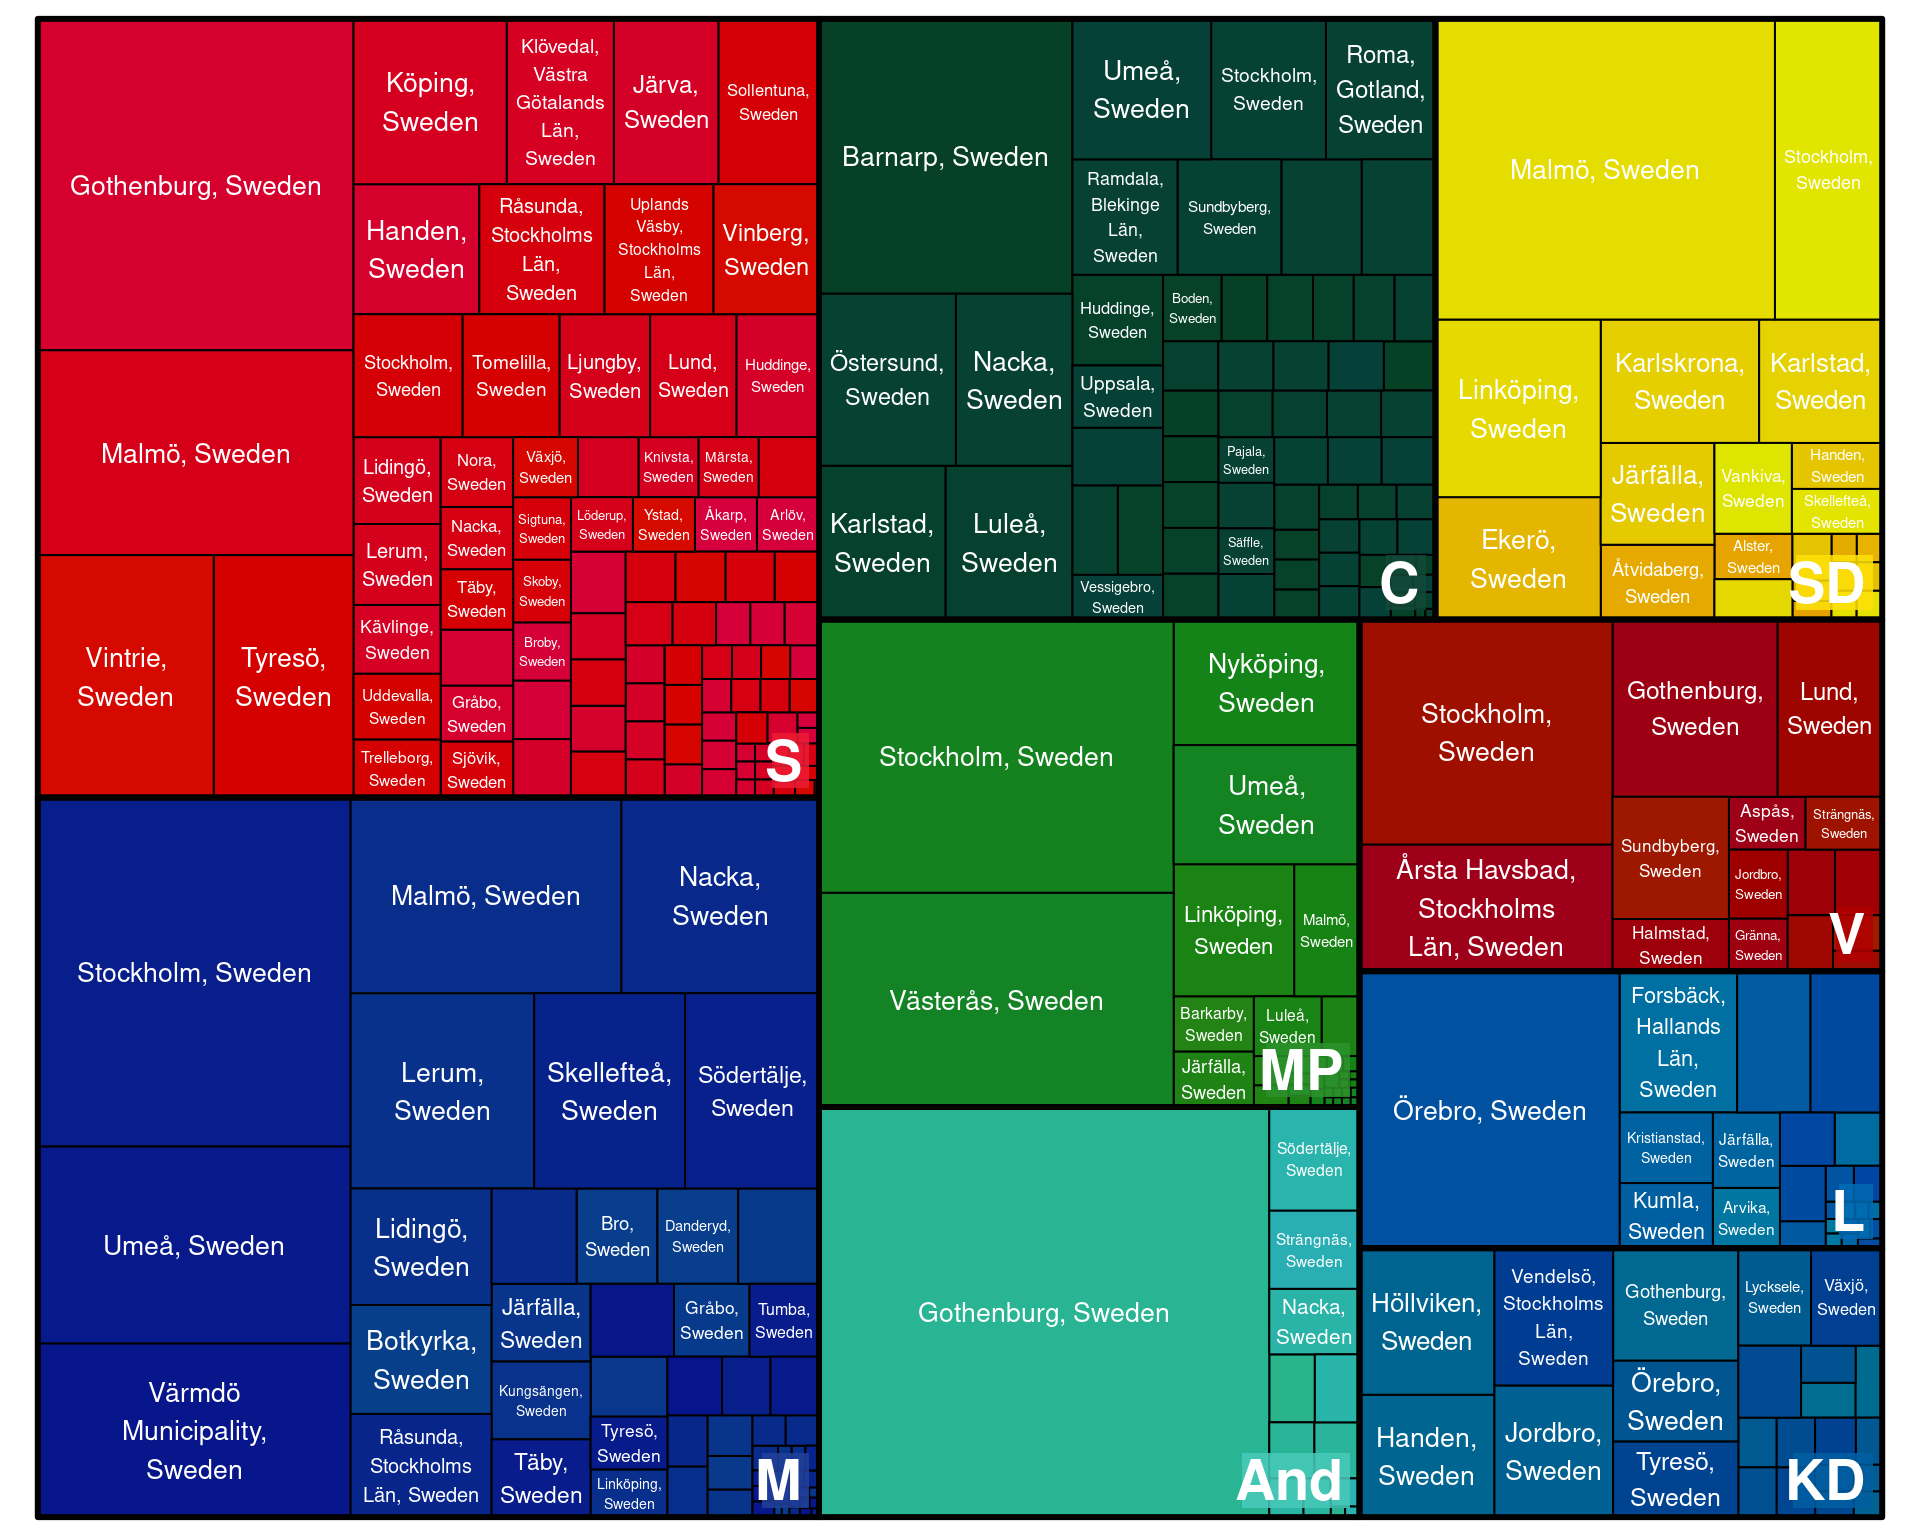 Gothenburg, Sweden
Malmö, Sweden
Vintrie,
Sweden
Tyresö,
Sweden
Köping,
Sweden
Klövedal,
Västra
Götalands
Län,
Sweden
Järva,
Sweden
Sollentuna,
Sweden
Handen,
Sweden
Råsunda,
Stockholms
Län,
Sweden
Uplands
Väsby,
Stockholms
Län,
Sweden
Vinberg,
Sweden
Stockholm,
Sweden
Tomelilla,
Sweden
Ljungby,
Sweden
Lund,
Sweden
Huddinge,
Sweden
Lidingö,
Sweden
Lerum,
Sweden
Kävlinge,
Sweden
Uddevalla,
Sweden
Trelleborg,
Sweden
Nora,
Sweden
Nacka,
Sweden
Täby,
Sweden
Gråbo,
Sweden
Sjövik,
Sweden
Växjö,
Sweden
Knivsta,
Sweden
Märsta,
Sweden
Sigtuna,
Sweden
Löderup,
Sweden
Ystad,
Sweden
Åkarp,
Sweden
Arlöv,
Sweden
Skoby,
Sweden
Broby,
Sweden
S
Stockholm, Sweden
Umeå, Sweden
Värmdö
Municipality,
Sweden
Malmö, Sweden
Nacka,
Sweden
Lerum,
Sweden
Skellefteå,
Sweden
Södertälje,
Sweden
Lidingö,
Sweden
Botkyrka,
Sweden
Råsunda,
Stockholms
Län, Sweden
Bro,
Sweden
Danderyd,
Sweden
Järfälla,
Sweden
Gråbo,
Sweden
Tumba,
Sweden
Kungsängen,
Sweden
Täby,
Sweden
Tyresö,
Sweden
Linköping,
Sweden
M
Barnarp, Sweden
Östersund,
Sweden
Nacka,
Sweden
Karlstad,
Sweden
Luleå,
Sweden
Umeå,
Sweden
Stockholm,
Sweden
Roma,
Gotland,
Sweden
Ramdala,
Blekinge
Län,
Sweden
Sundbyberg,
Sweden
Huddinge,
Sweden
Uppsala,
Sweden
Vessigebro,
Sweden
Boden,
Sweden
Pajala,
Sweden
Säffle,
Sweden
C
Stockholm, Sweden
Västerås, Sweden
Nyköping,
Sweden
Umeå,
Sweden
Linköping,
Sweden
Malmö,
Sweden
Barkarby,
Sweden
Luleå,
Sweden
Järfälla,
Sweden
MP
Gothenburg, Sweden
Södertälje,
Sweden
Strängnäs,
Sweden
Nacka,
Sweden
And
Malmö, Sweden
Stockholm,
Sweden
Linköping,
Sweden
Ekerö,
Sweden
Karlskrona,
Sweden
Karlstad,
Sweden
Järfälla,
Sweden
Åtvidaberg,
Sweden
Vankiva,
Sweden
Handen,
Sweden
Skellefteå,
Sweden
Alster,
Sweden
SD
Stockholm,
Sweden
Årsta Havsbad,
Stockholms
Län, Sweden
Gothenburg,
Sweden
Lund,
Sweden
Sundbyberg,
Sweden
Halmstad,
Sweden
Aspås,
Sweden
Strängnäs,
Sweden
Jordbro,
Sweden
Gränna,
Sweden
V
Örebro, Sweden
Forsbäck,
Hallands
Län,
Sweden
Kristianstad,
Sweden
Järfälla,
Sweden
Kumla,
Sweden
Arvika,
Sweden
L
Höllviken,
Sweden
Handen,
Sweden
Vendelsö,
Stockholms
Län,
Sweden
Jordbro,
Sweden
Gothenburg,
Sweden
Örebro,
Sweden
Tyresö,
Sweden
Lycksele,
Sweden
Växjö,
Sweden
KD